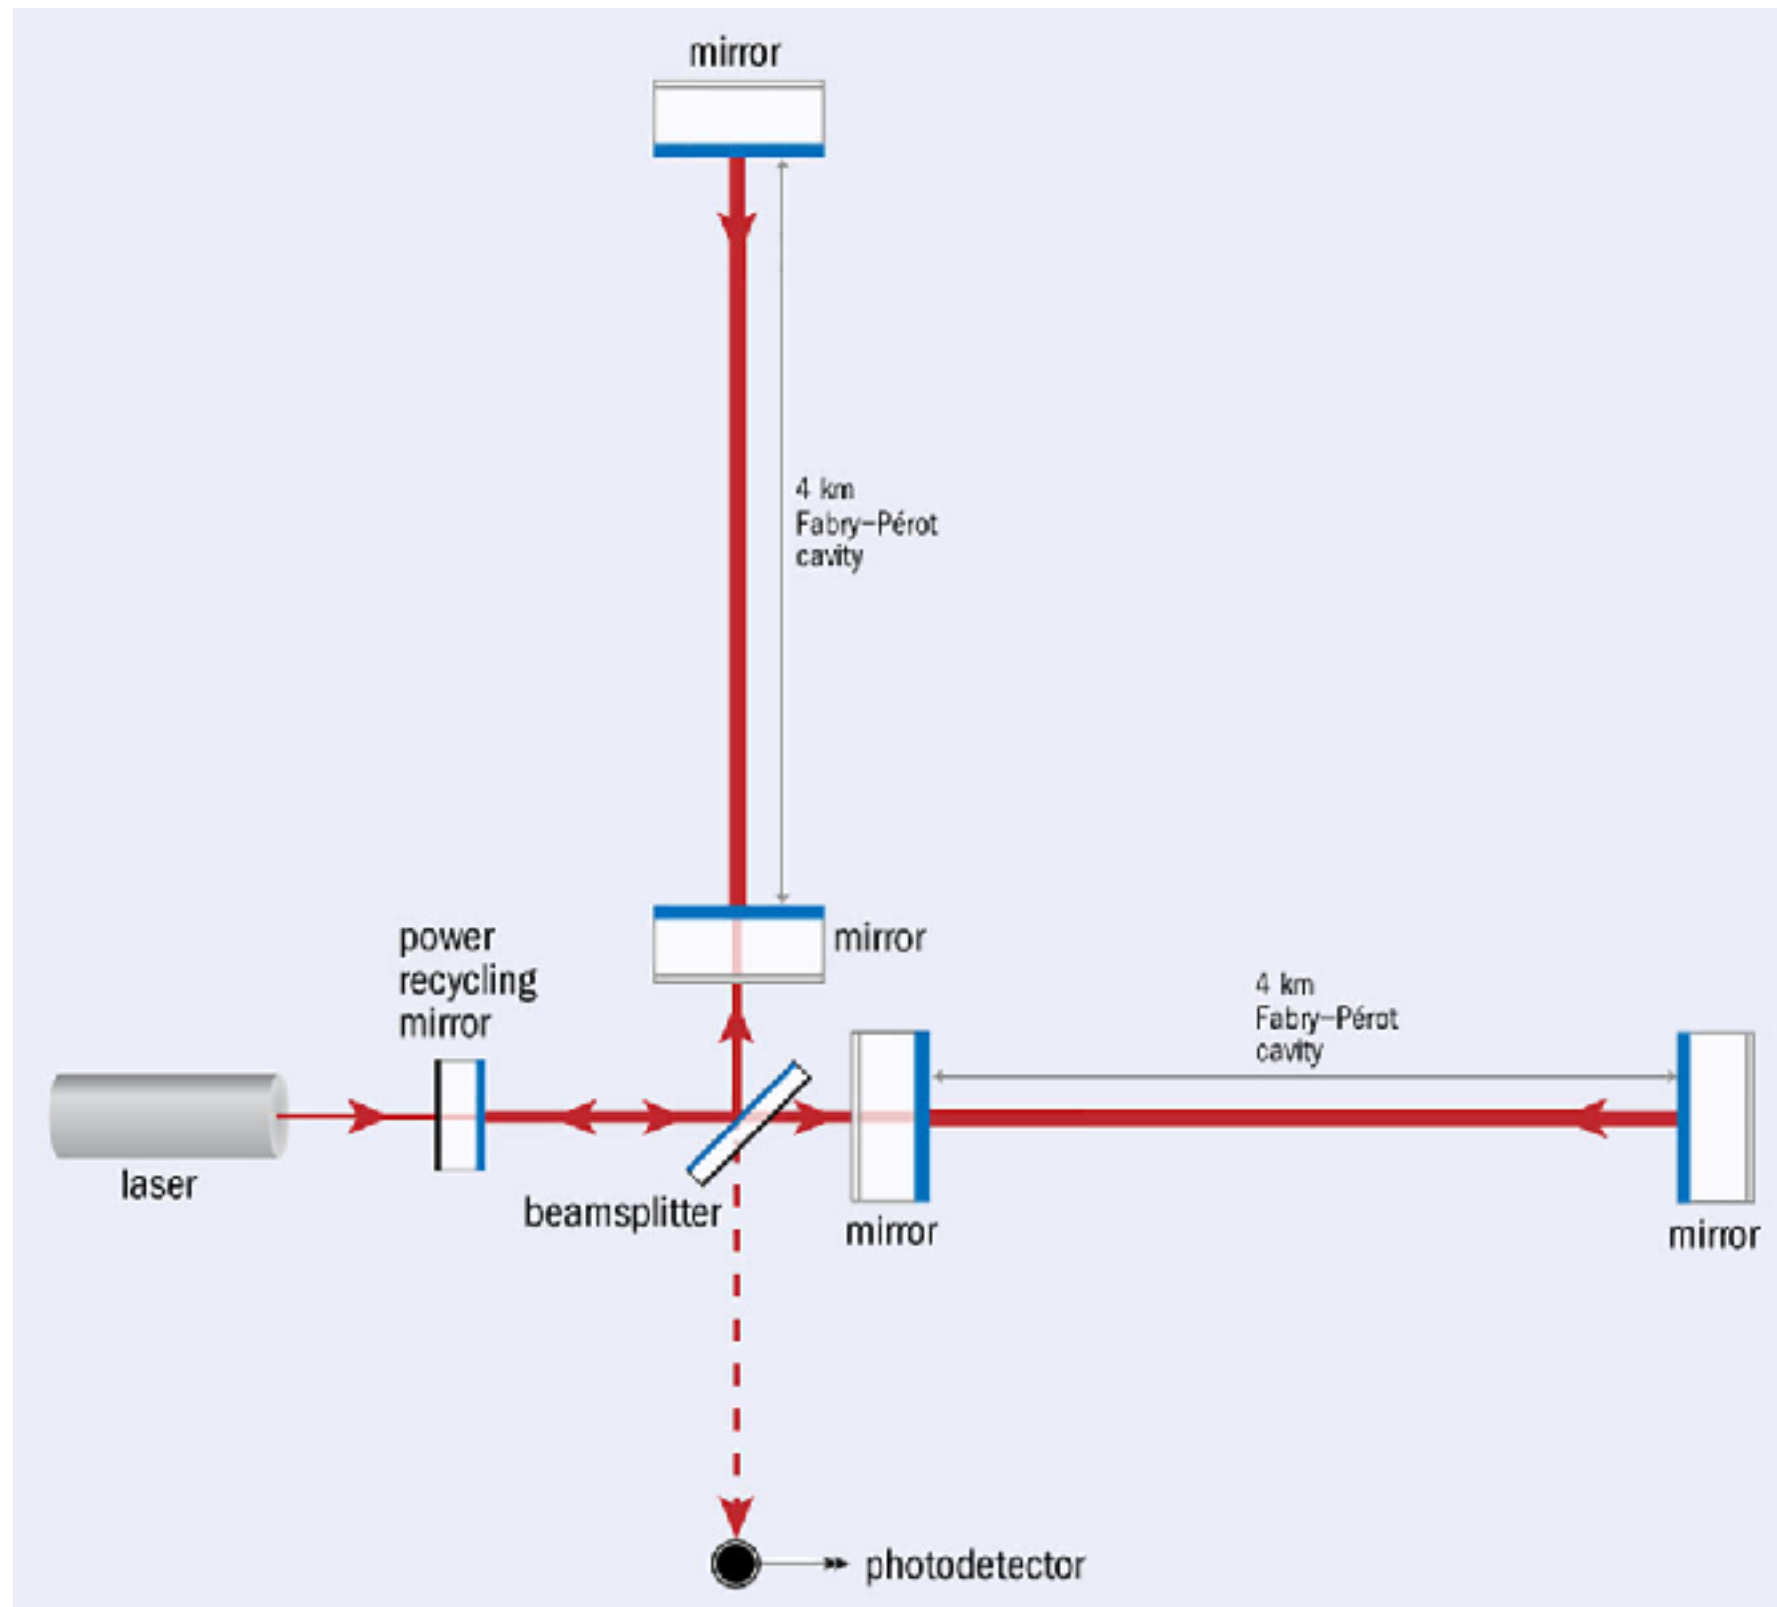 mirror
4 km
Fabry-Pérot
cavity
power
recycling
mirror
mirror
4 km
Fabry-Pérot
cavity
laser
beamsplitter
mirror
mirror
photodetector